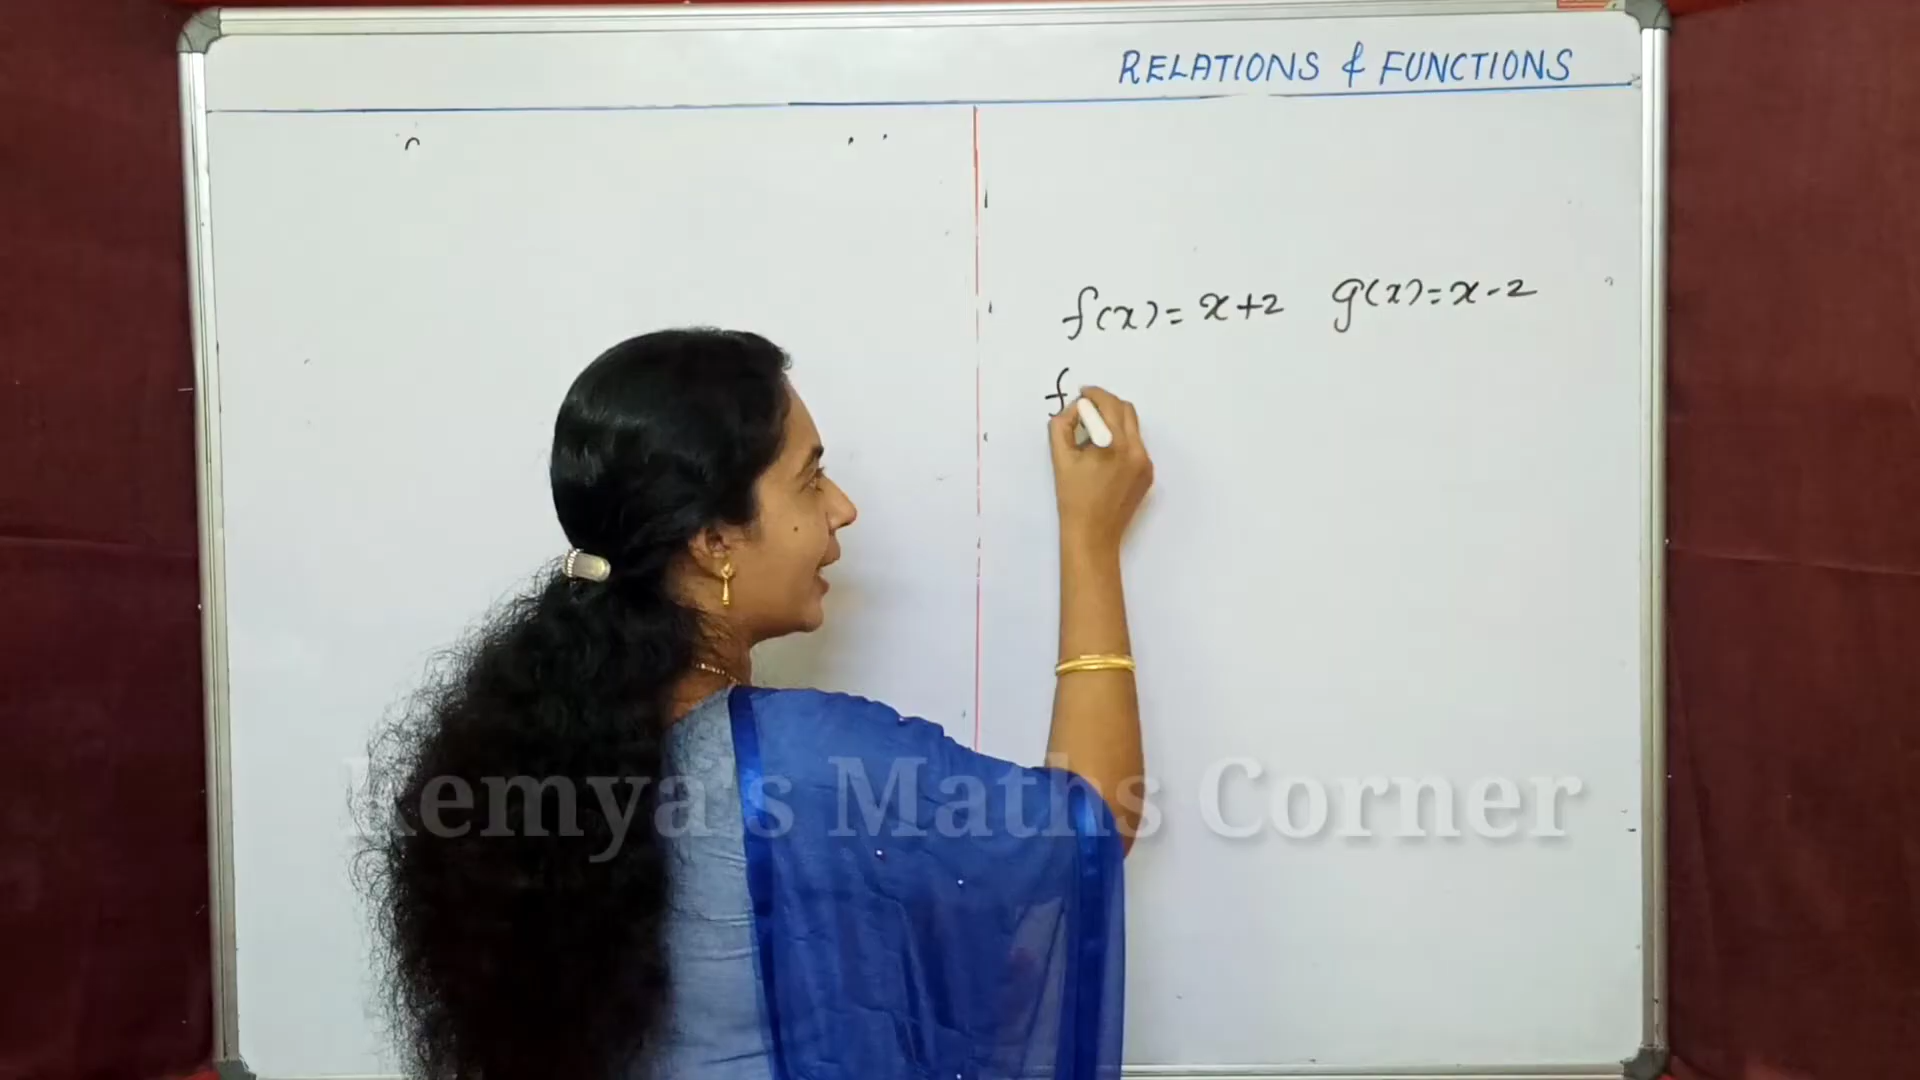 RELATIONS & FUNCTIONS
f(x) = x+2 g(x) = x-2
f
Remya's Maths Corner